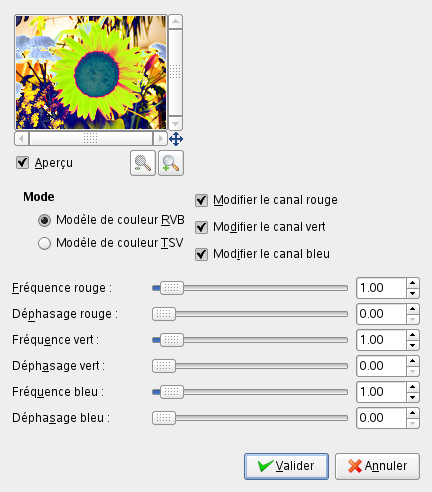 Aperçu
Mode
Modèle de couleur RVB
Modèle de couleur TSV
Modifier le canal rouge
Modifier le canal vert
Modifier le canal bleu
Fréquence rouge : 1.00
Déphasage rouge : 0.00
Fréquence vert : 1.00
Déphasage vert : 0.00
Fréquence bleu : 1.00
Déphasage bleu : 0.00
Valider Annuler